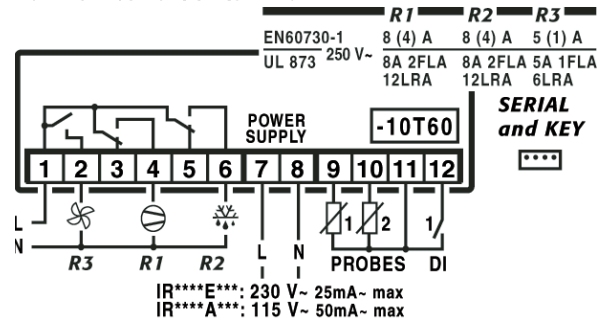 R1 R2 R3
EN60730-1 250 V~ 8 (4) A 8 (4) A 5 (1) A
UL 873 8A 2FLA 8A 2FLA 5A 1FLA
12LRA 12LRA 6LRA
SERIAL
and KEY
POWER
SUPPLY
-10T60
1 2 3 4 5 6 7 8 9 10 11 12
L
N
R3 R1 R2
L N
1 2 1
PROBES DI
IR****E***: 230 V~ 25mA~ max
IR****A***: 115 V~ 50mA~ max